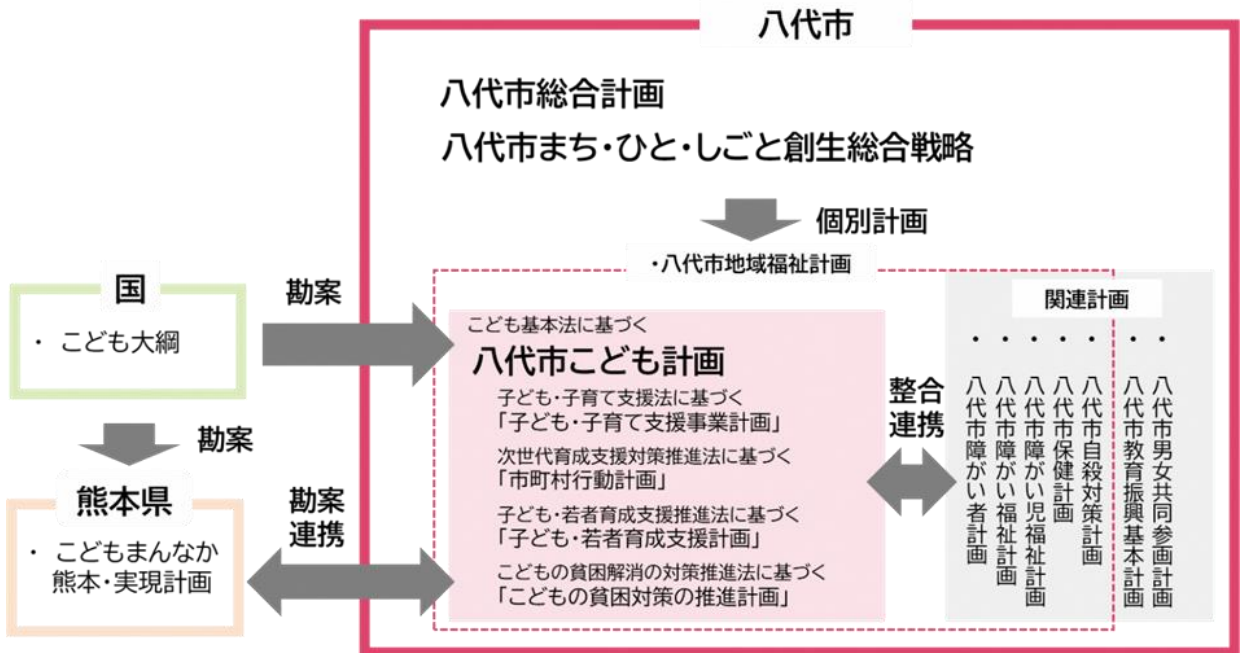 八代市
八代市総合計画
八代市まち・ひと・しごと創生総合戦略
個別計画
・八代市地域福祉計画
国
・ こども大綱
勘案
勘案
熊本県
・ こどもまんなか
熊本・実現計画
勘案
連携
こども基本法に基づく
八代市こども計画
子ども・子育て支援法に基づく
「子ども・子育て支援事業計画」
次世代育成支援対策推進法に基づく
「市町村行動計画」
子ども・若者育成支援推進法に基づく
「子ども・若者育成支援計画」
こどもの貧困解消の対策推進法に基づく
「こどもの貧困対策の推進計画」
整合
連携
関連計画
・八代市男女共同参画計画
・八代市教育振興基本計画
・八代市自殺対策計画
・八代市保健計画
・八代市障がい児福祉計画
・八代市障がい福祉計画
・八代市障がい者計画